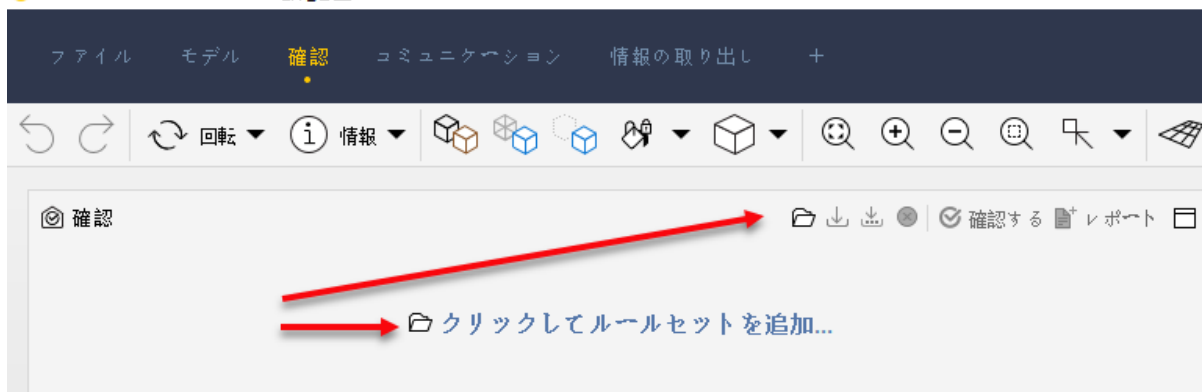 ファイル モデル 確認 コミュニケーション 情報の取り出し +
回転 情報
確認 確認する レポート
クリックしてルールセットを追加...